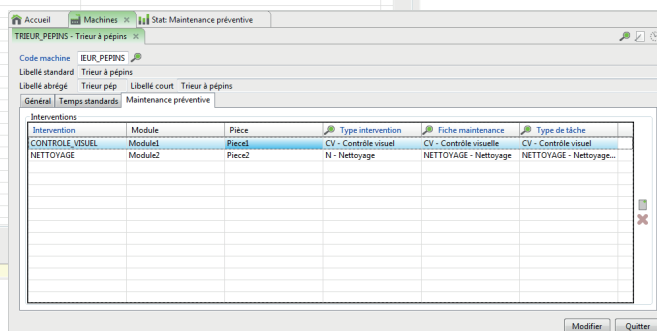 Accueil Machines Stat: Maintenance préventive
TRIEUR_PEPINS - Trieur à pépins
Code machine IEUR_PEPINS
Libellé standard Trieur à pépins
Libellé abrégé Trieur pép Libellé court Trieur à pépins
Général Temps standards Maintenance préventive
Interventions
Intervention Module Pièce Type intervention Fiche maintenance Type de tâche
CONTROLE_VISUEL Module1 Piece1 CV - Contrôle visuel CV - Contrôle visuelle CV - Contrôle visuel
NETTOYAGE Module2 Piece2 N - Nettoyage NETTOYAGE - Nettoyage NETTOYAGE - Nettoyage...
Modifier Quitter